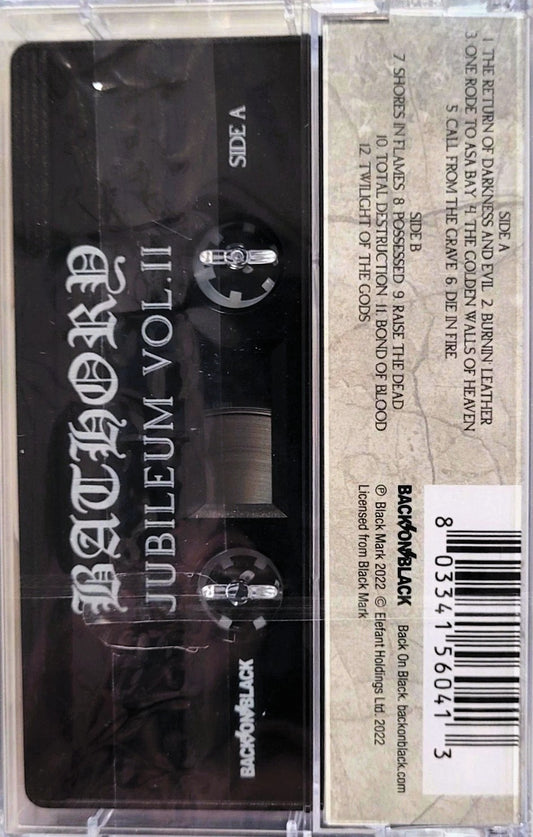 SIDE A
1 THE RETURN OF DARKNESS AND EVIL 2 BURNIN' LEATHER
3 ONE RODE TO ASA BAY 4 THE GOLDEN WALLS OF HEAVEN
5 CALL FROM THE GRAVE 6 DIE IN FIRE
SIDE B
7 SHORES IN FLAMES 8 POSSESSED 9 RAISE THE DEAD
10 TOTAL DESTRUCTION 11 BOND OF BLOOD
12 TWILIGHT OF THE GODS
BACK ON BLACK Back On Black. backonblack.com
℗ Black Mark 2022 © Elefant Holdings Ltd. 2022
Licensed from Black Mark
8 03341 56041 3
SIDE A
BATHORY
JUBILEUM VOL. II
BACK ON BLACK